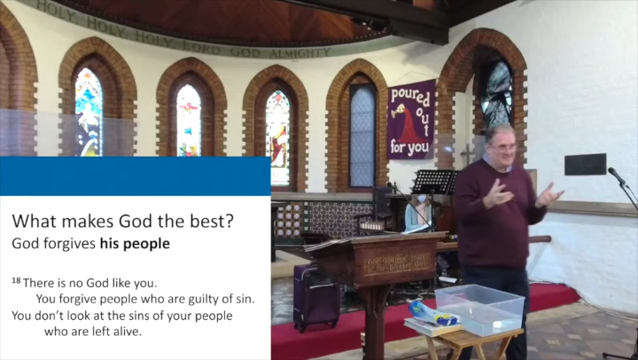 HOLY, HOLY, HOLY, LORD GOD ALMIGHTY
poured
out
for you
What makes God the best?
God forgives his people
18 There is no God like you.
You forgive people who are guilty of sin.
You don't look at the sins of your people
who are left alive.